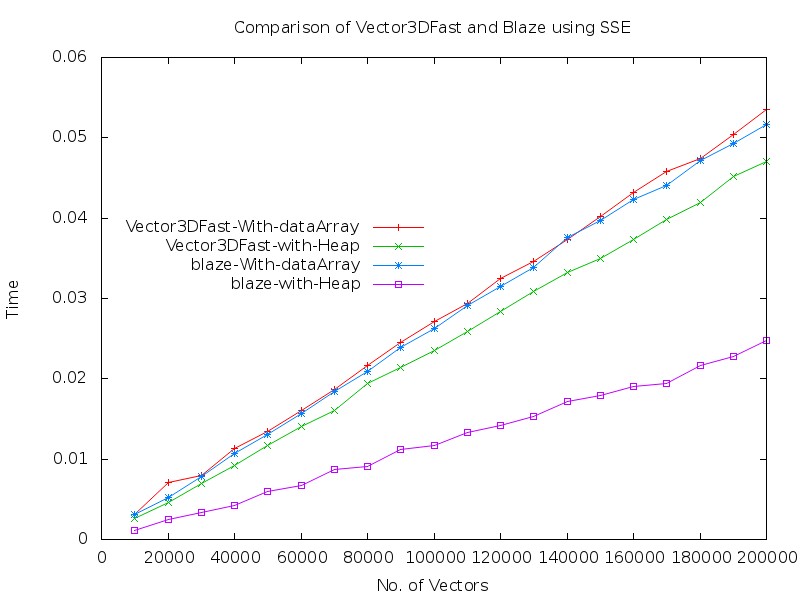 Comparison of Vector3DFast and Blaze using SSE
0.06
0.05
0.04
0.03
0.02
0.01
0
Time
Vector3DFast-With-dataArray
Vector3DFast-with-Heap
blaze-With-dataArray
blaze-with-Heap
0 20000 40000 60000 80000 100000 120000 140000 160000 180000 200000
No. of Vectors